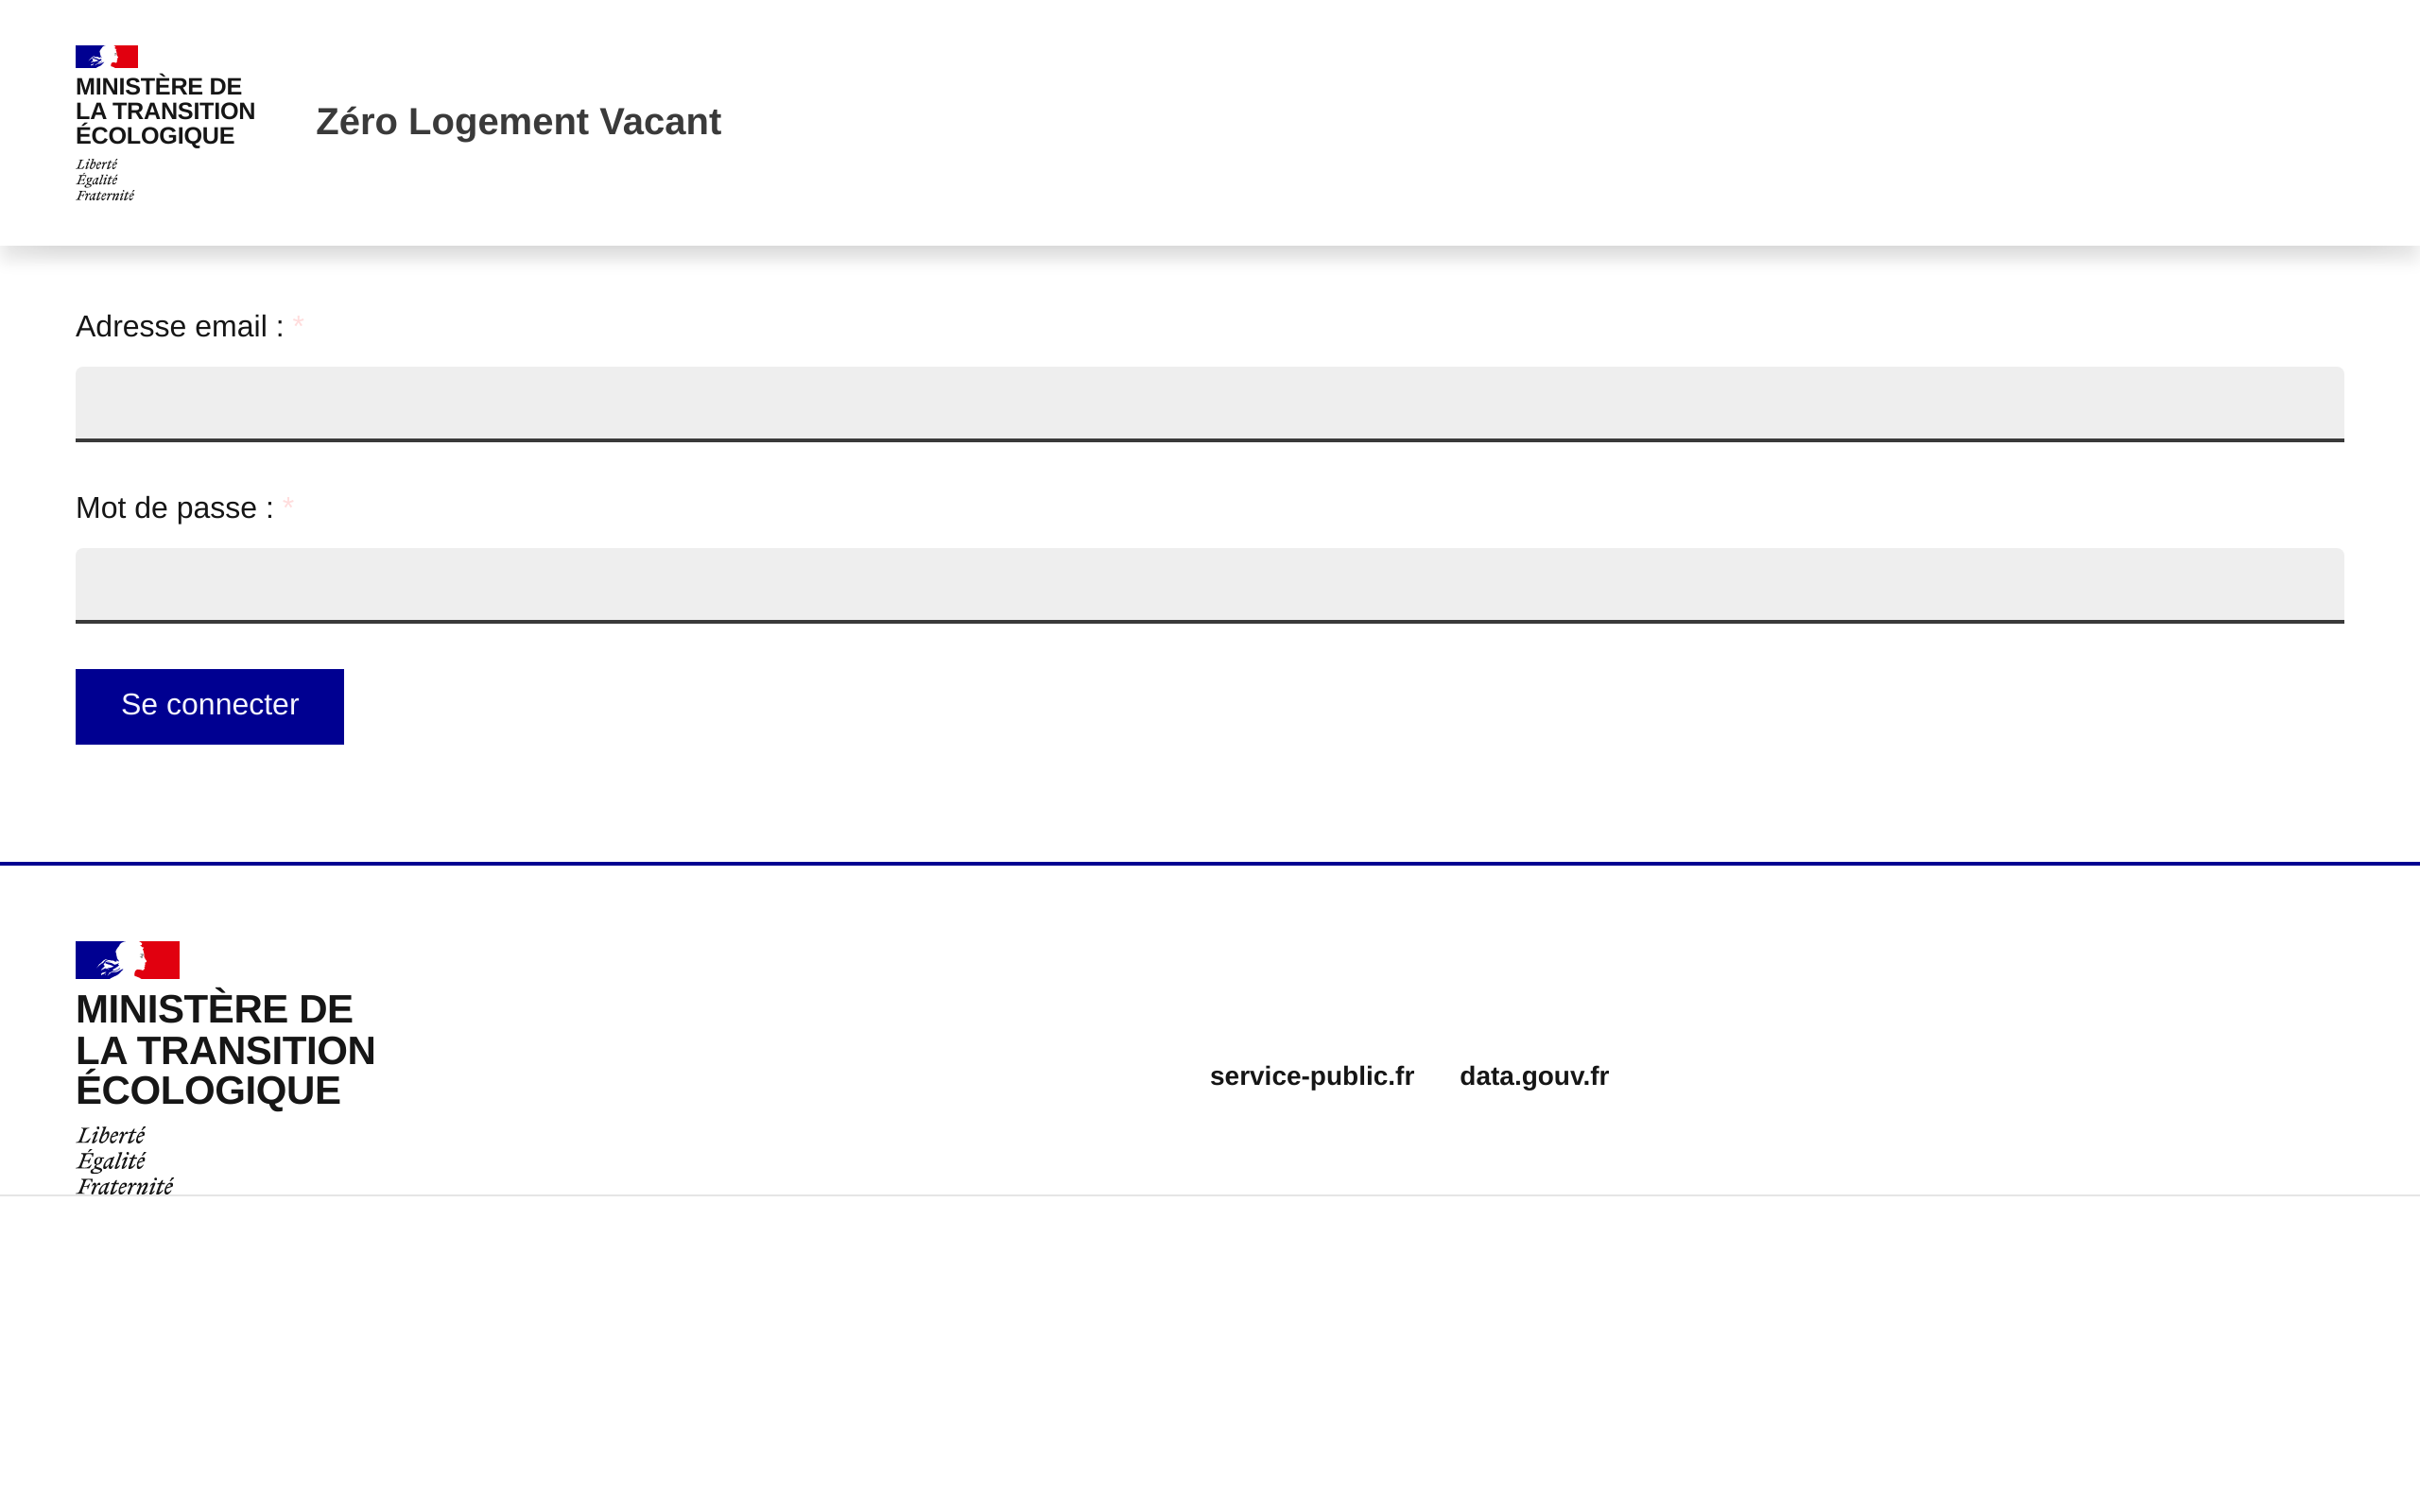 MINISTÈRE DE
LA TRANSITION
ÉCOLOGIQUE
Liberté
Égalité
Fraternité
Zéro Logement Vacant
Adresse email : *
Mot de passe : *
Se connecter
MINISTÈRE DE
LA TRANSITION
ÉCOLOGIQUE
Liberté
Égalité
Fraternité
service-public.fr data.gouv.fr